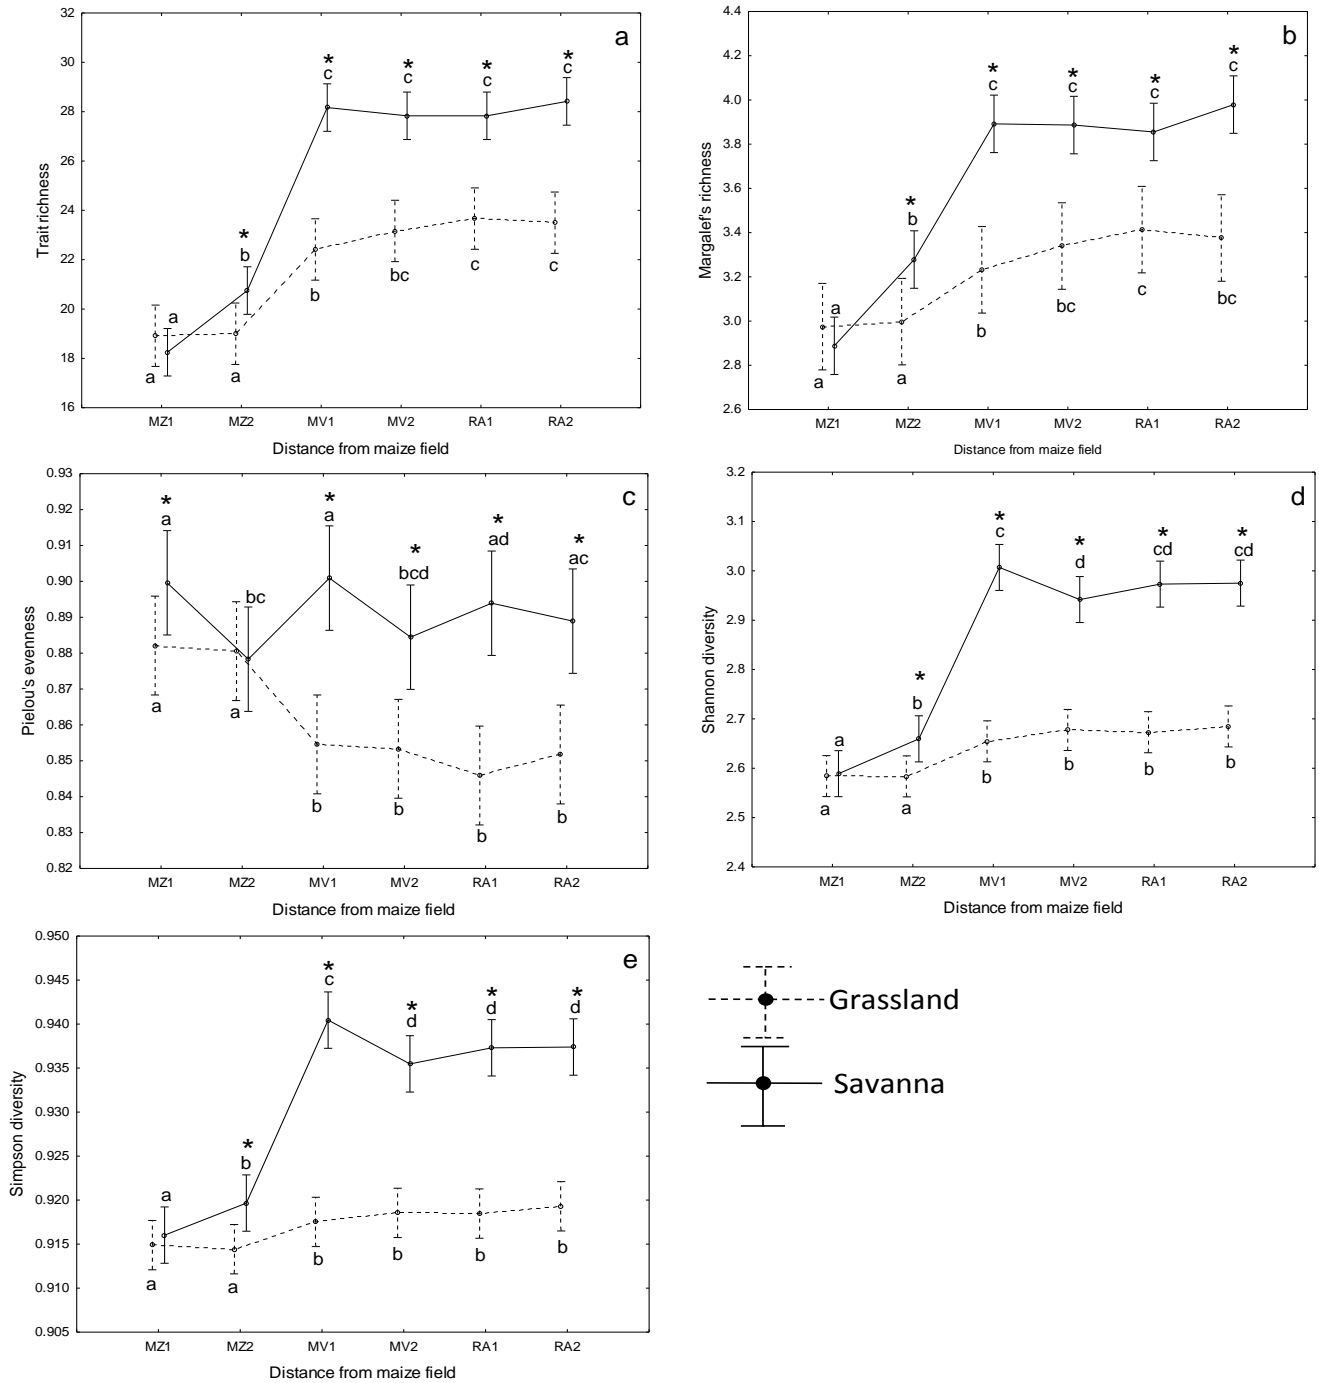 a
Trait richness
32
30
28
26
24
22
20
18
16
* * * *
c c c c
*
b
a
a a b bc c c
MZ1 MZ2 MV1 MV2 RA1 RA2
Distance from maize field
b
Margalef's richness
4.4
4.2
4.0
3.8
3.6
3.4
3.2
3.0
2.8
2.6
* * * *
c c c c
*
b
a
a a b bc c bc
MZ1 MZ2 MV1 MV2 RA1 RA2
Distance from maize field
c
Pielou's evenness
0.93
0.92
0.91
0.90
0.89
0.88
0.87
0.86
0.85
0.84
0.83
0.82
* * * * *
a bc a bcd ad ac
a a b b b b
MZ1 MZ2 MV1 MV2 RA1 RA2
Distance from maize field
d
Shannon diversity
3.2
3.1
3.0
2.9
2.8
2.7
2.6
2.5
2.4
* * * *
c d cd cd
*
b
a
a a b b b b
MZ1 MZ2 MV1 MV2 RA1 RA2
Distance from maize field
e
Simpson diversity
0.950
0.945
0.940
0.935
0.930
0.925
0.920
0.915
0.910
0.905
* * * *
c d d d
*
b
a
a a b b b b
MZ1 MZ2 MV1 MV2 RA1 RA2
Distance from maize field
Grassland
Savanna